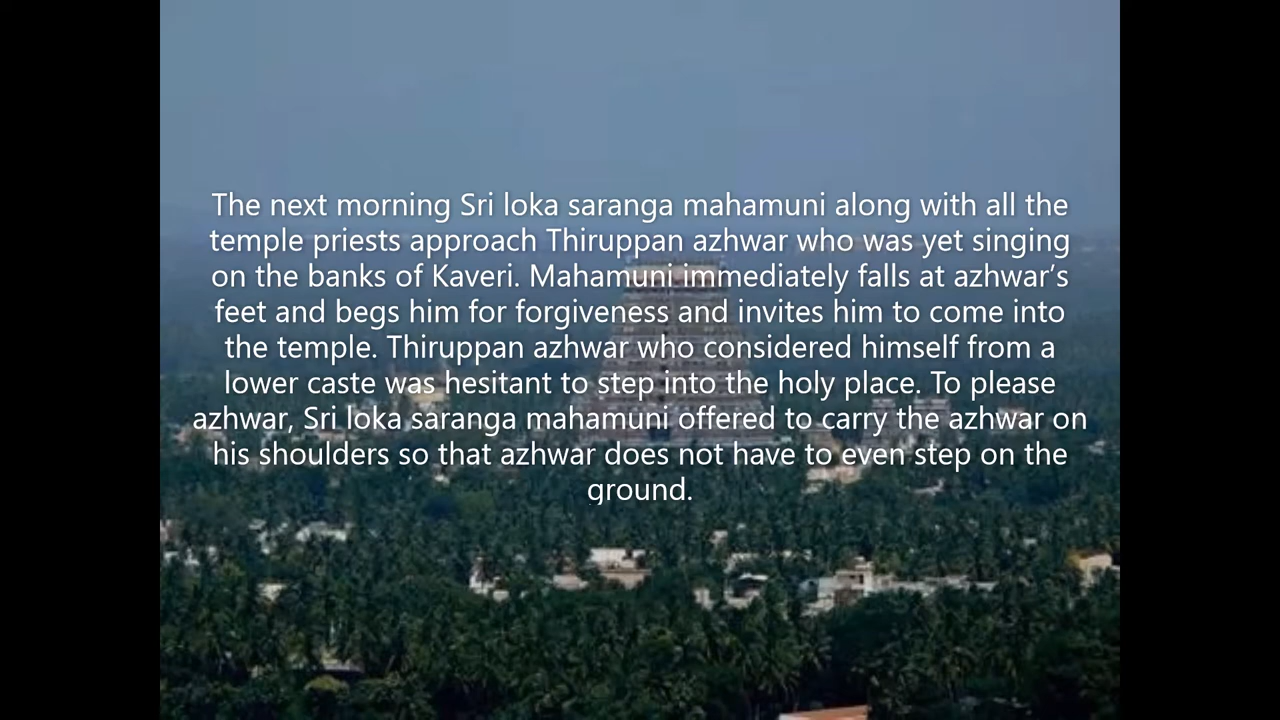 The next morning Sri loka saranga mahamuni along with all the
temple priests approach Thiruppan azhwar who was yet singing
on the banks of Kaveri. Mahamuni immediately falls at azhwar’s
feet and begs him for forgiveness and invites him to come into
the temple. Thiruppan azhwar who considered himself from a
lower caste was hesitant to step into the holy place. To please
azhwar, Sri loka saranga mahamuni offered to carry the azhwar on
his shoulders so that azhwar does not have to even step on the
ground.